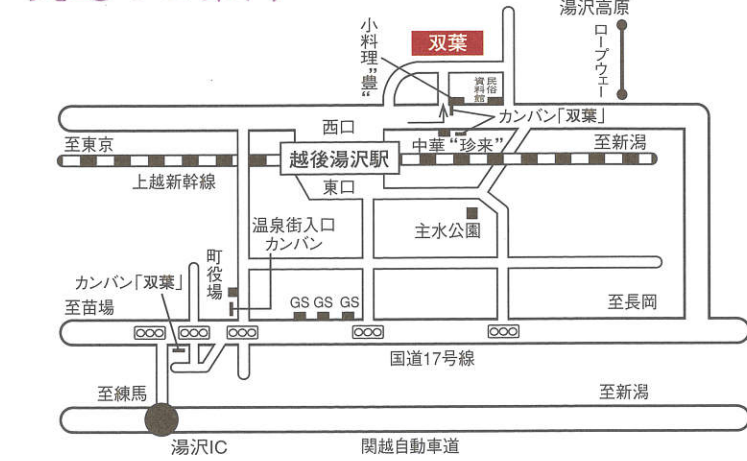 湯沢高原
ロープウェー
双葉
小料理"豊"
民俗
資料館
カンバン「双葉」
西口
中華"珍来"
至東京
至新潟
越後湯沢駅
上越新幹線
東口
主水公園
温泉街入口
カンバン
町役場
カンバン「双葉」
至苗場
GS GS GS
至長岡
国道17号線
至練馬
至新潟
湯沢IC
関越自動車道